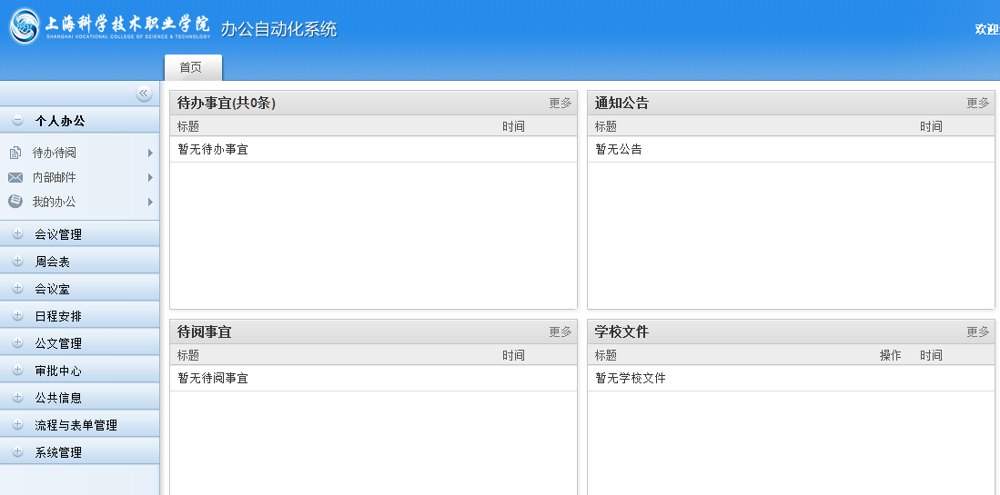 上海科学技术职业学院
SHANGHAI VOCATIONAL COLLEGE OF SCIENCE & TECHNOLOGY
办公自动化系统
欢迎
首页
个人办公
待办待阅
内部邮件
我的办公
会议管理
周会表
会议室
日程安排
公文管理
审批中心
公共信息
流程与表单管理
系统管理
待办事宜(共0条) 更多
标题 时间
暂无待办事宜
通知公告 更多
标题 时间
暂无公告
待阅事宜 更多
标题 时间
暂无待阅事宜
学校文件 更多
标题 操作 时间
暂无学校文件